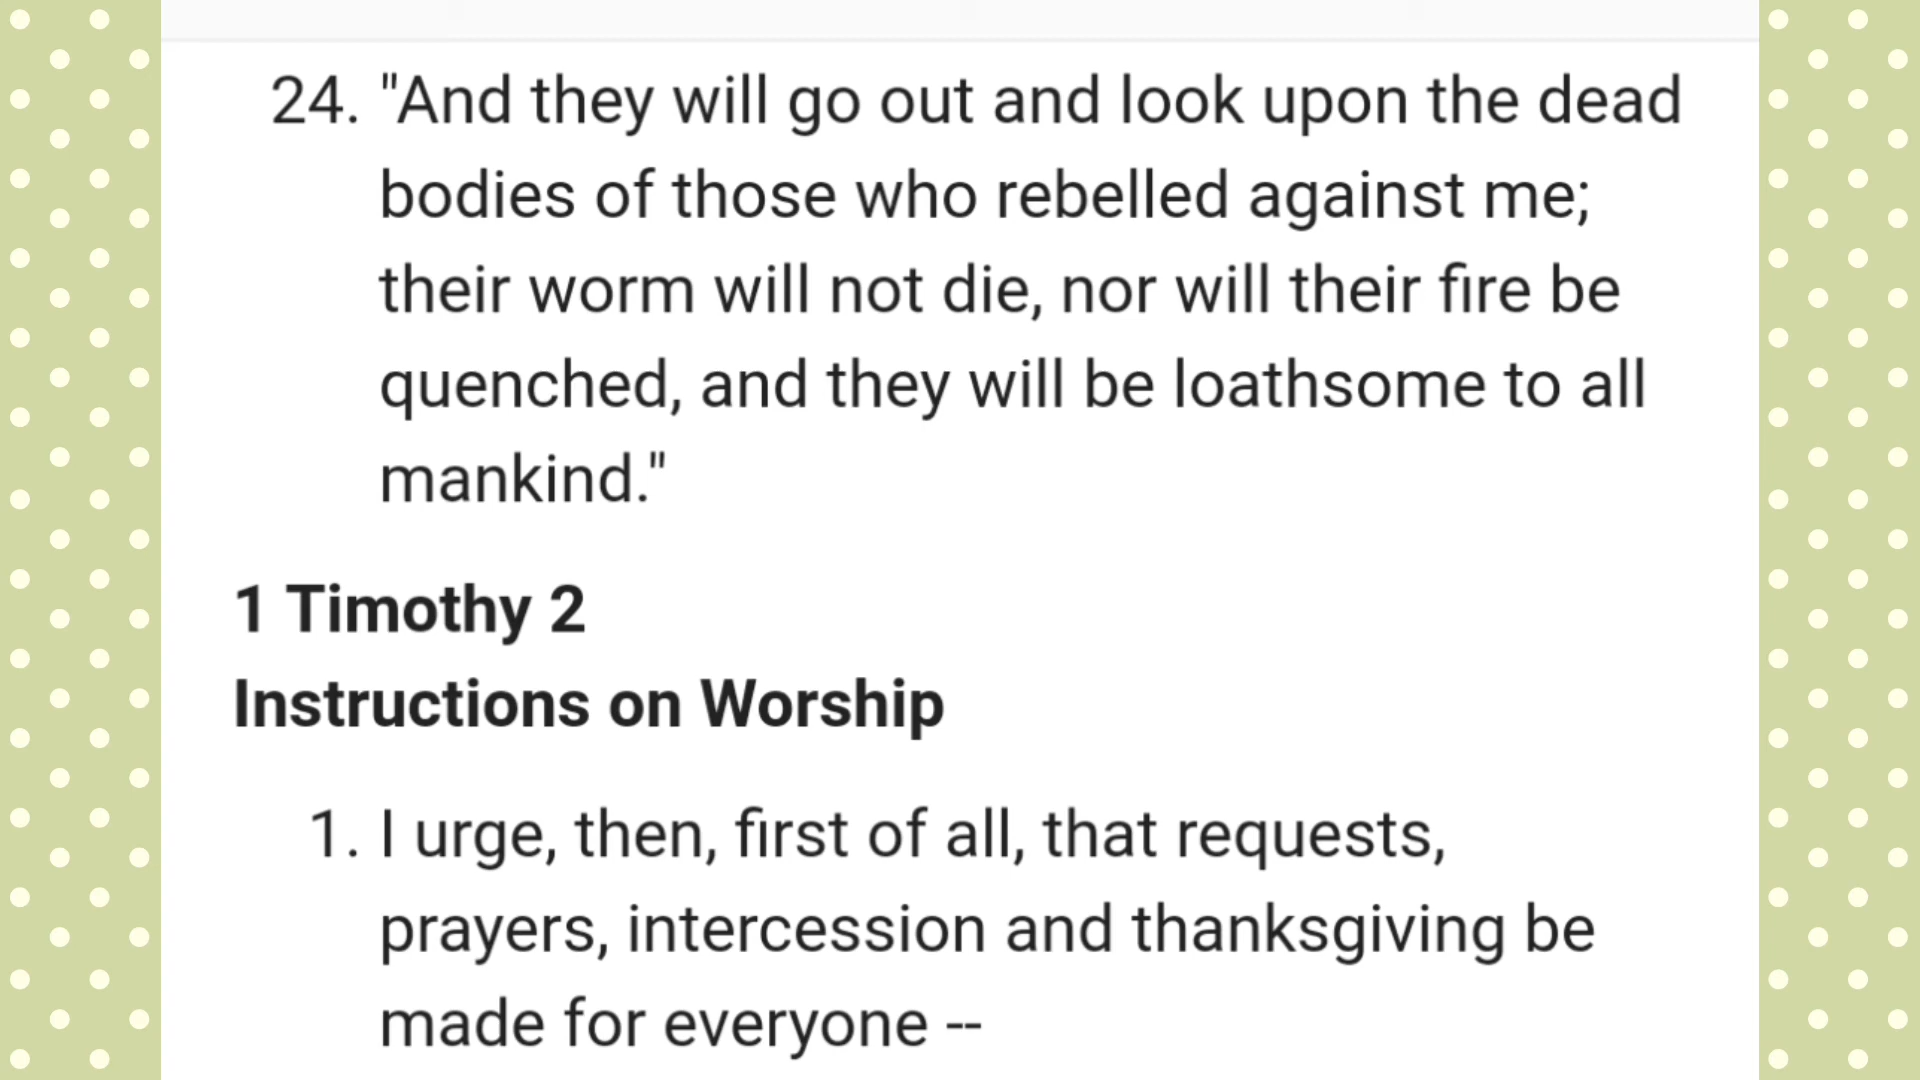 24. "And they will go out and look upon the dead
bodies of those who rebelled against me;
their worm will not die, nor will their fire be
quenched, and they will be loathsome to all
mankind."
1 Timothy 2
Instructions on Worship
1. I urge, then, first of all, that requests,
prayers, intercession and thanksgiving be
made for everyone --